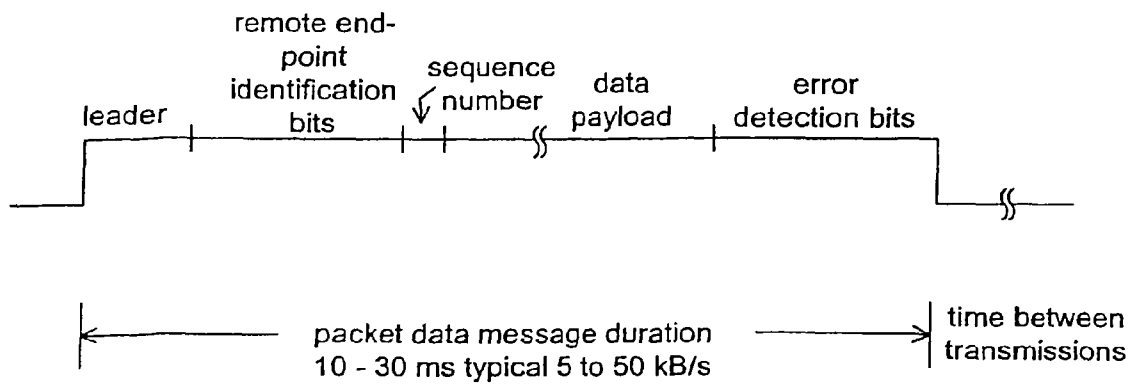 remote end-
point
identification
bits
leader
sequence
number
data
payload
error
detection bits
packet data message duration
10 - 30 ms typical 5 to 50 kB/s
time between
transmissions